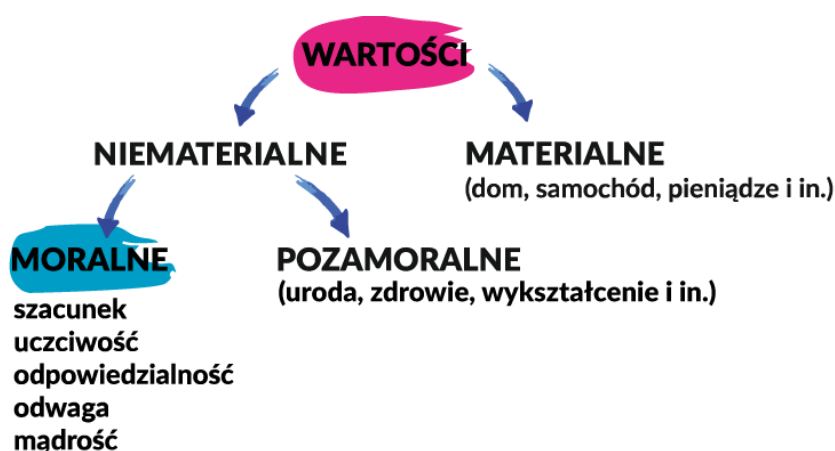 WARTOŚCI
NIEMATERIALNE
MATERIALNE
(dom, samochód, pieniądze i in.)
MORALNE
szacunek
uczciwość
odpowiedzialność
odwaga
mądrość
POZAMORALNE
(uroda, zdrowie, wykształcenie i in.)